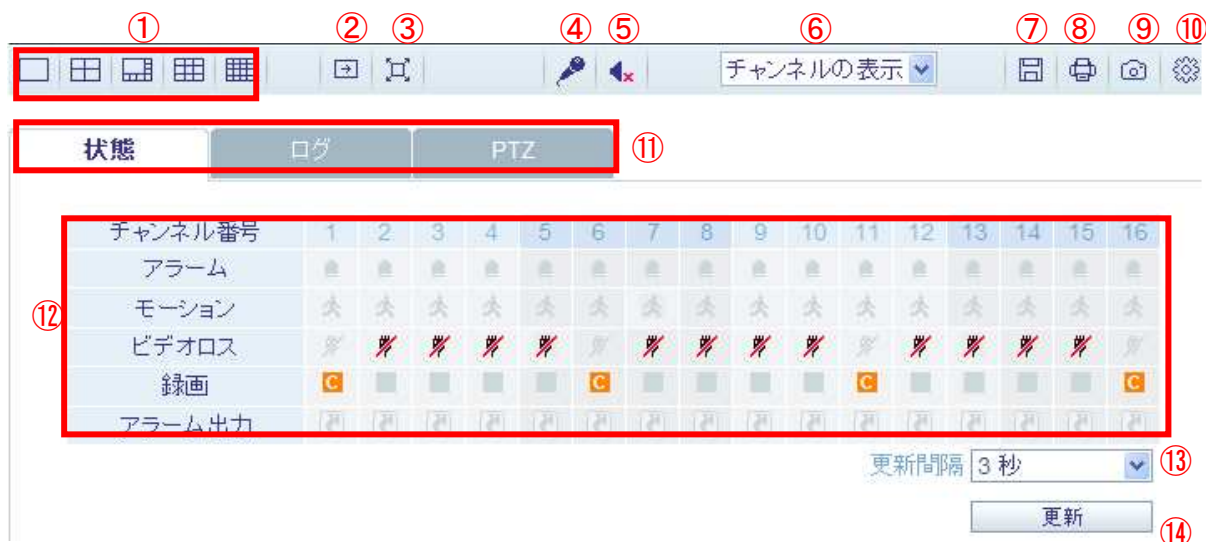 ① ② ③ ④ ⑤ ⑥ ⑦ ⑧ ⑨ ⑩
チャンネルの表示
状態 ログ PTZ ⑪
チャンネル番号 1 2 3 4 5 6 7 8 9 10 11 12 13 14 15 16
アラーム
モーション
⑫
ビデオロス
録画 C C C C
アラーム出力
更新間隔 3 秒 ⑬
更新
⑭